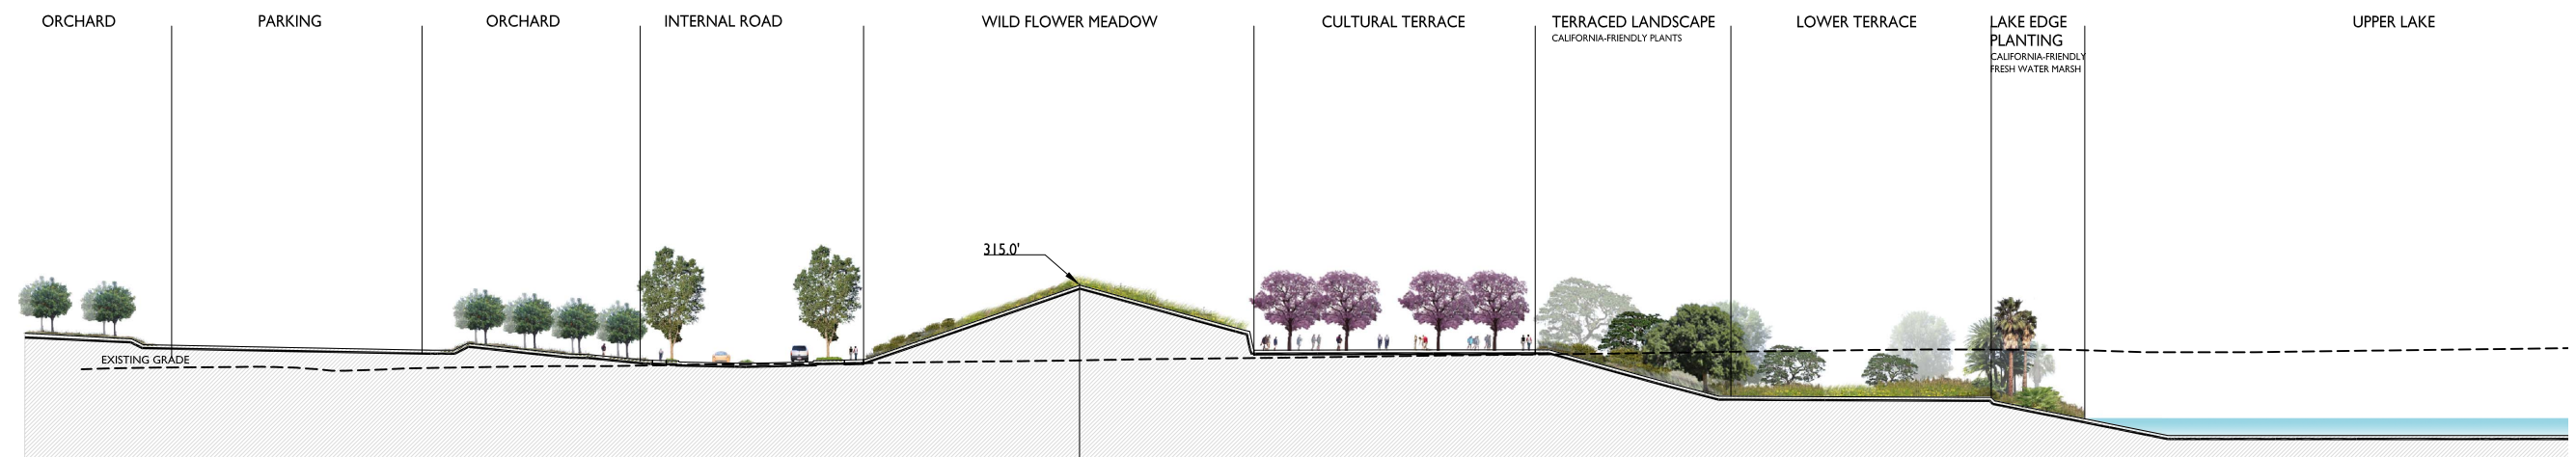 ORCHARD
PARKING
ORCHARD
INTERNAL ROAD
WILD FLOWER MEADOW
CULTURAL TERRACE
TERRACED LANDSCAPE
CALIFORNIA-FRIENDLY PLANTS
LOWER TERRACE
LAKE EDGE
PLANTING
CALIFORNIA-FRIENDLY
FRESH WATER MARSH
UPPER LAKE
315.0'
EXISTING GRADE